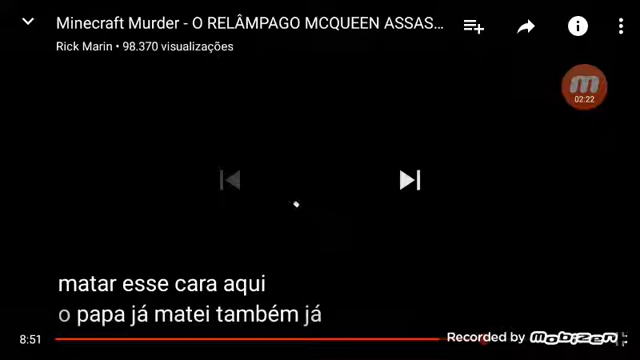 Minecraft Murder - O RELÂMPAGO MCQUEEN ASSAS...
Rick Marin • 98.370 visualizações
02:22
matar esse cara aqui
o papa já matei também já
8:51
Recorded by mobizen